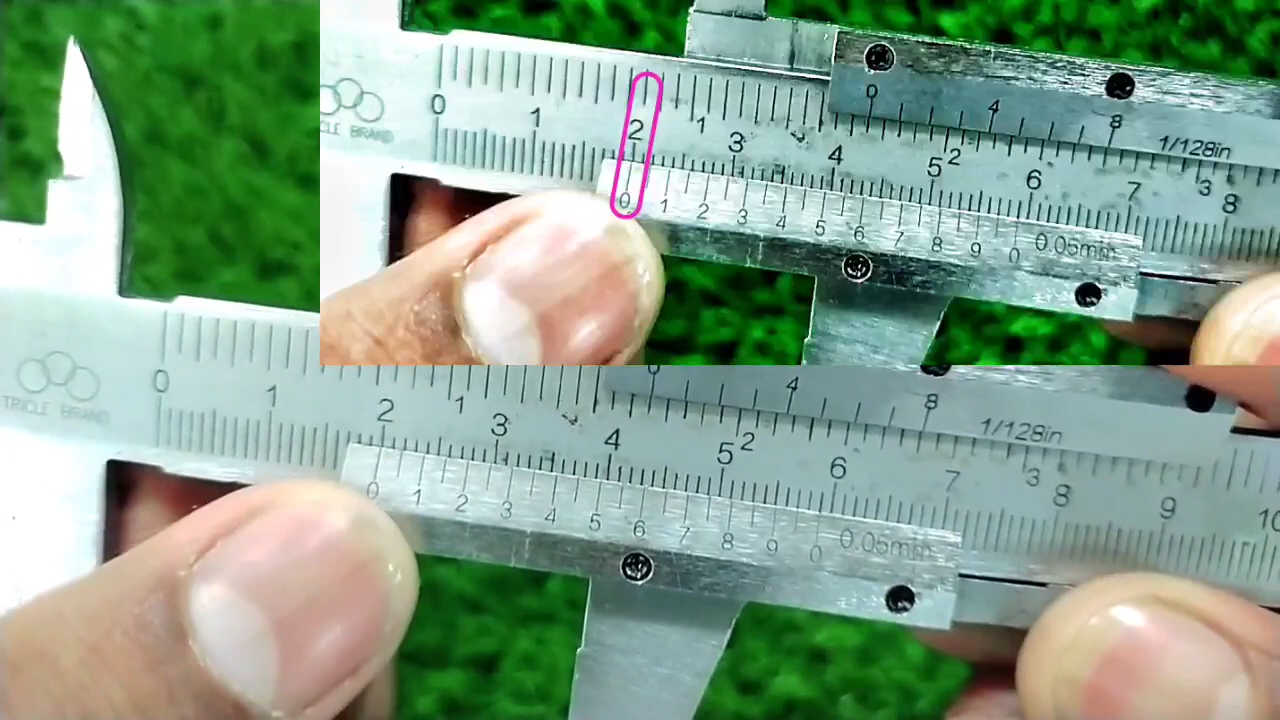 0 4 8
1/128in
CLE BRAND
0 1 2 1 3 4 5 2 6 7 3 8
0 1 2 3 4 5 6 7 8 9 0 0.05mm
0 4 8
1/128in
TRICLE BRAND
0 1 2 1 3 4 5 2 6 7 3 8 9 10
0 1 2 3 4 5 6 7 8 9 0 0.05mm